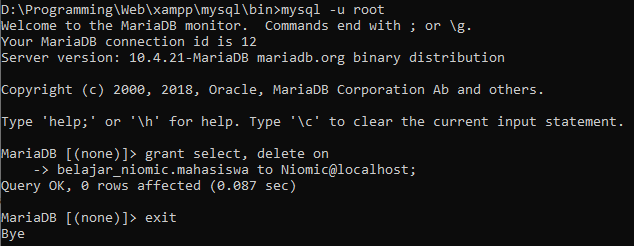 D:\Programming\Web\xampp\mysql\bin>mysql -u root
Welcome to the MariaDB monitor.  Commands end with ; or \g.
Your MariaDB connection id is 12
Server version: 10.4.21-MariaDB mariadb.org binary distribution
Copyright (c) 2000, 2018, Oracle, MariaDB Corporation Ab and others.
Type 'help;' or '\h' for help. Type '\c' to clear the current input statement.
MariaDB [(none)]> grant select, delete on
    -> belajar_niomic.mahasiswa to Niomic@localhost;
Query OK, 0 rows affected (0.087 sec)
MariaDB [(none)]> exit
Bye